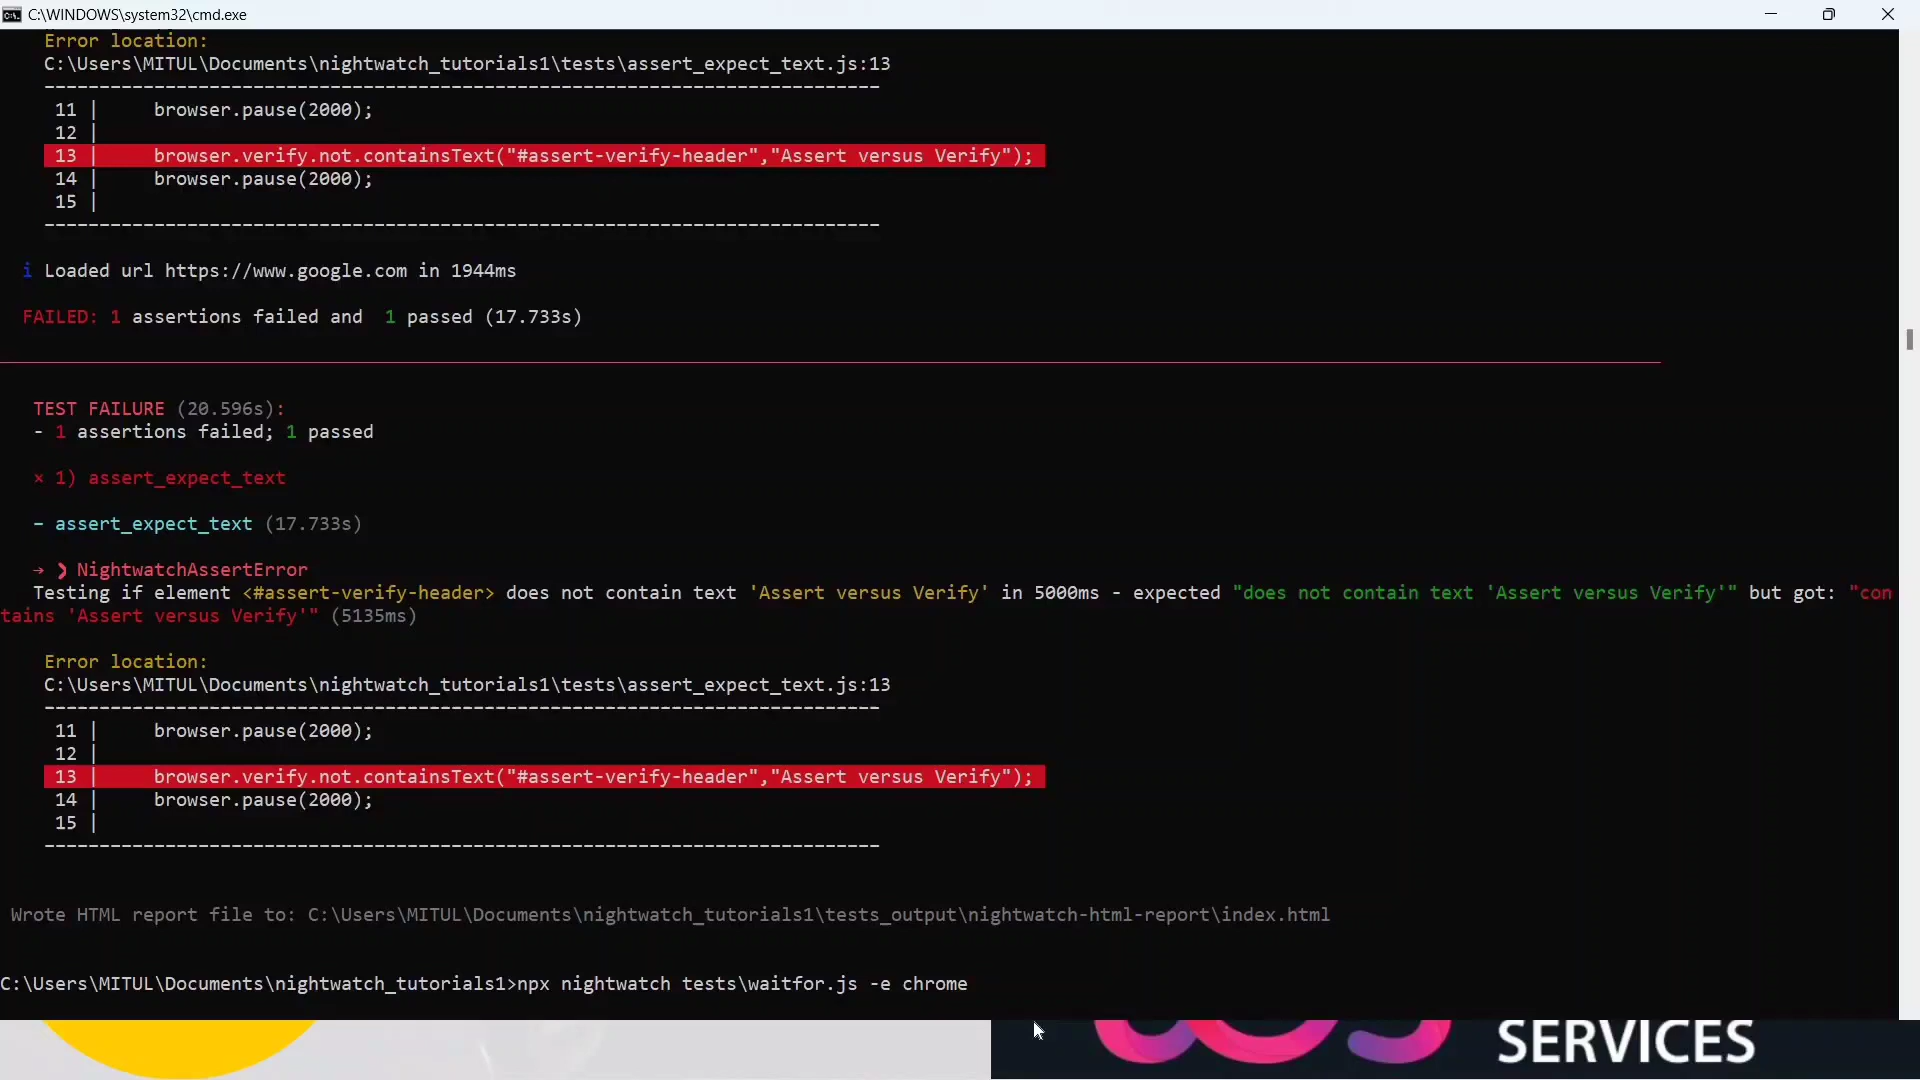 C:\WINDOWS\system32\cmd.exe
Error location:
C:\Users\MITUL\Documents\nightwatch_tutorials1\tests\assert_expect_text.js:13
-----------------------------------------------------------------------------
11 |     browser.pause(2000);
12 |
13 |     browser.verify.not.containsText("#assert-verify-header","Assert versus Verify");
14 |     browser.pause(2000);
15 |
-----------------------------------------------------------------------------
i Loaded url https://www.google.com in 1944ms
FAILED: 1 assertions failed and  1 passed (17.733s)
TEST FAILURE (20.596s):
- 1 assertions failed; 1 passed
× 1) assert_expect_text
– assert_expect_text (17.733s)
→ ❯ NightwatchAssertError
Testing if element <#assert-verify-header> does not contain text 'Assert versus Verify' in 5000ms - expected "does not contain text 'Assert versus Verify'" but got: "con
tains 'Assert versus Verify'" (5135ms)
Error location:
C:\Users\MITUL\Documents\nightwatch_tutorials1\tests\assert_expect_text.js:13
-----------------------------------------------------------------------------
11 |     browser.pause(2000);
12 |
13 |     browser.verify.not.containsText("#assert-verify-header","Assert versus Verify");
14 |     browser.pause(2000);
15 |
-----------------------------------------------------------------------------
Wrote HTML report file to: C:\Users\MITUL\Documents\nightwatch_tutorials1\tests_output\nightwatch-html-report\index.html
C:\Users\MITUL\Documents\nightwatch_tutorials1>npx nightwatch tests\waitfor.js -e chrome
SERVICES